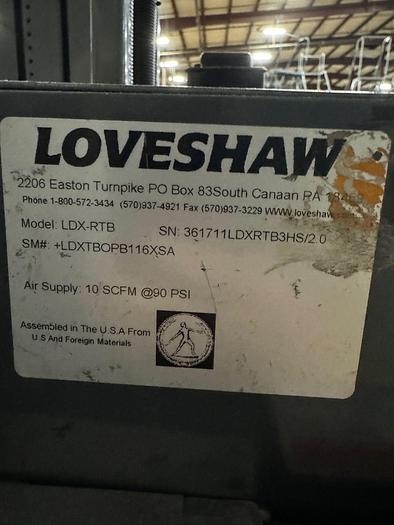 LOVESHAW
2206 Easton Turnpike PO Box 83South Canaan PA
Phone 1-800-572-3434 (570)937-4921 Fax (570)937-3229 WWW.loveshaw.com
Model: LDX-RTB SN: 361711LDXRTB3HS/2.0
SM#: +LDXTBOPB116XSA
Air Supply: 10 SCFM @90 PSI
Assembled in The U.S.A From
U.S And Foreign Materials